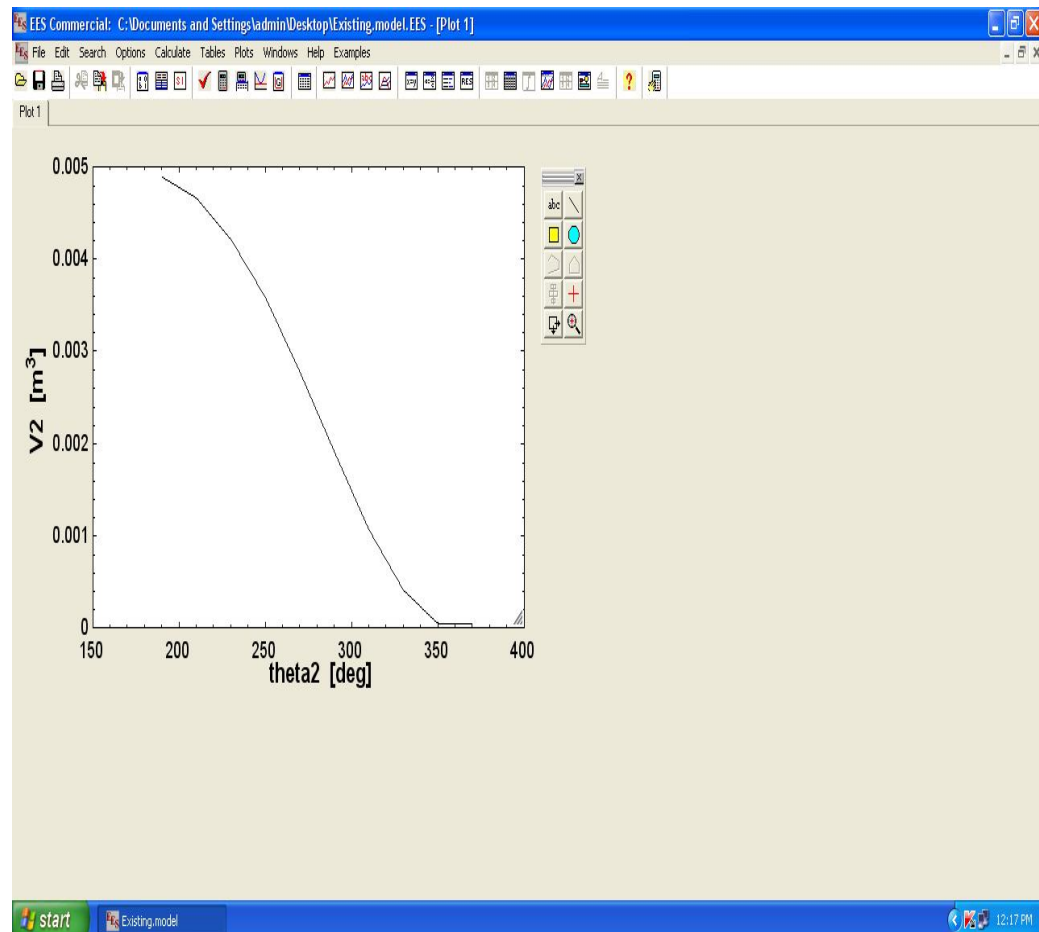 EES Commercial: C:\Documents and Settings\admin\Desktop\Existing.model.EES - [Plot 1]
File Edit Search Options Calculate Tables Plots Windows Help Examples
Plot 1
0.005
0.004
0.003
0.002
0.001
0
V2 [m3]
150 200 250 300 350 400
theta2 [deg]
abc
start
Existing.model
12:17 PM